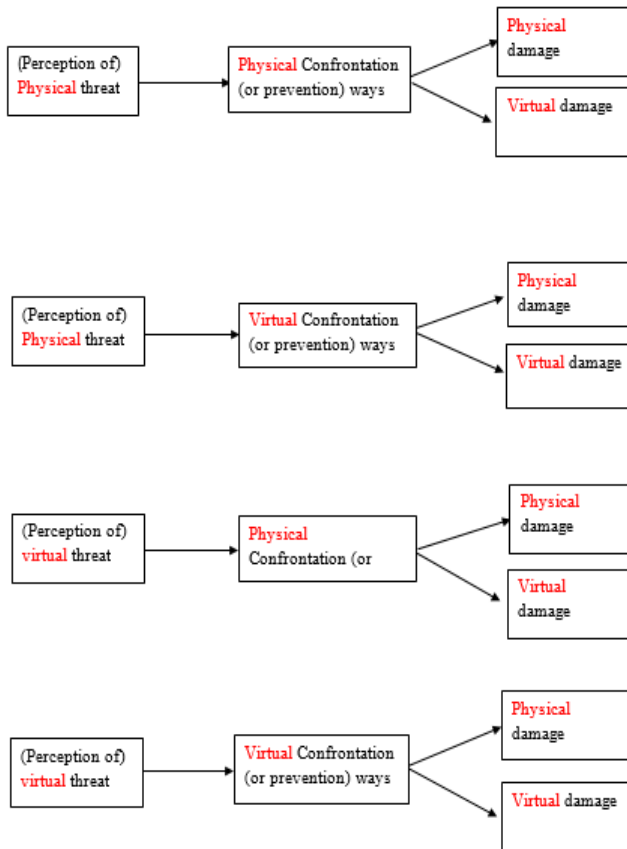 (Perception of)
Physical threat
Physical Confrontation
(or prevention) ways
Physical
damage
Virtual damage
(Perception of)
Physical threat
Virtual Confrontation
(or prevention) ways
Physical
damage
Virtual damage
(Perception of)
virtual threat
Physical
Confrontation (or
Physical
damage
Virtual
damage
(Perception of)
virtual threat
Virtual Confrontation
(or prevention) ways
Physical
damage
Virtual damage